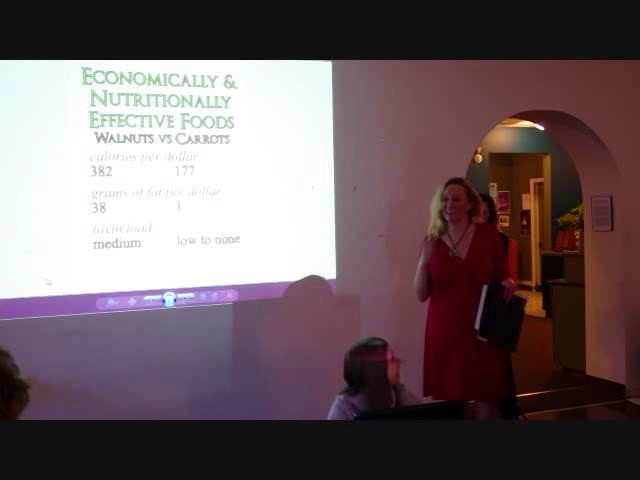 Economically &
Nutritionally
Effective Foods
Walnuts vs Carrots
calories per dollar
382 177
grams of fat per dollar
38 1
toxin load
medium low to none